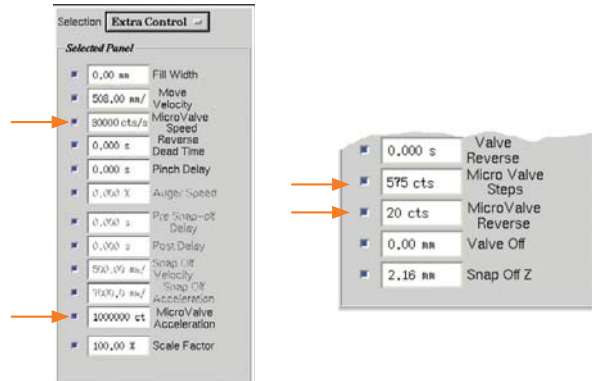 Selection Extra Control
Selected Panel
0.00 mm Fill Width
508.00 mm/ Move
Velocity
30000 cts/s MicroValve
Speed
0.000 s Reverse
Dead Time
0.000 s Pinch Delay
0.000 % Auger Speed
0.000 s Pre Snap-off
Delay
0.000 s Post Delay
500.00 mm/ Snap Off
Velocity
Snap Off
Acceleration
1000000 ct MicroValve
Acceleration
100.00 % Scale Factor
0.000 s Valve
Reverse
575 cts Micro Valve
Steps
20 cts MicroValve
Reverse
0.00 mm Valve Off
2.16 mm Snap Off Z